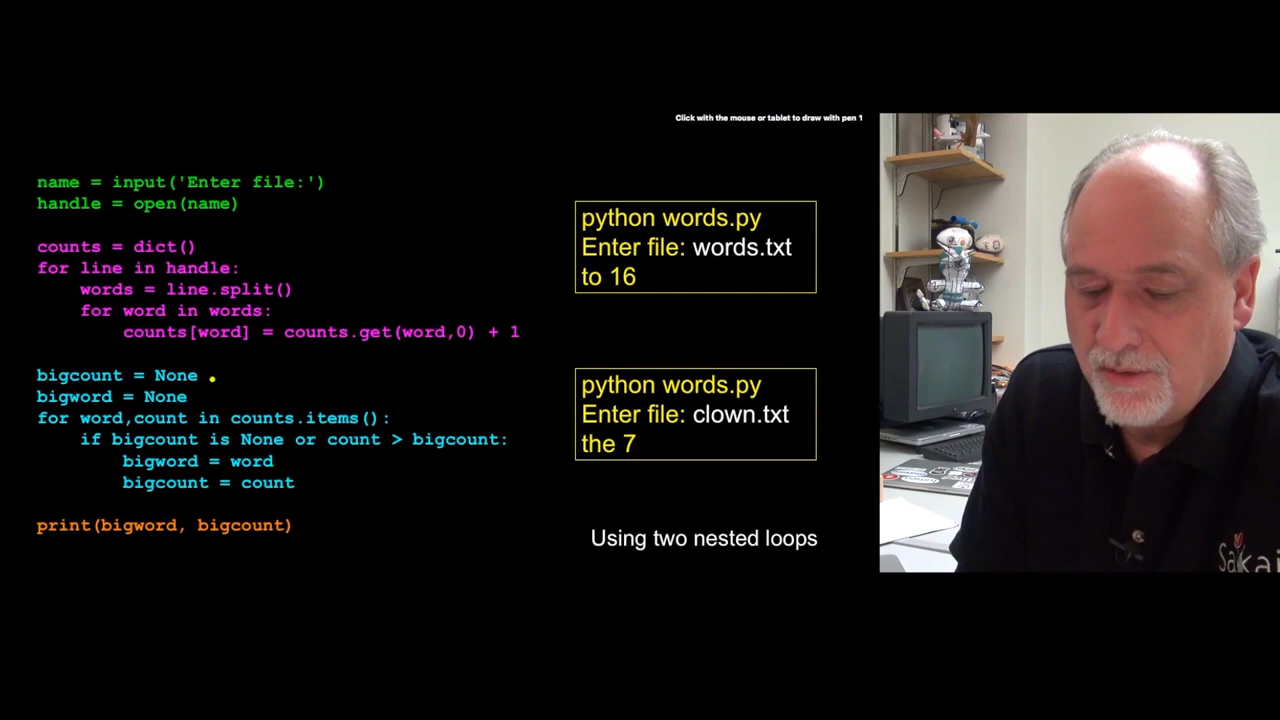 Click with the mouse or tablet to draw with pen 1
name = input('Enter file:')
handle = open(name)
counts = dict()
for line in handle:
    words = line.split()
    for word in words:
        counts[word] = counts.get(word,0) + 1
bigcount = None
bigword = None
for word,count in counts.items():
    if bigcount is None or count > bigcount:
        bigword = word
        bigcount = count
print(bigword, bigcount)
python words.py
Enter file: words.txt
to 16
python words.py
Enter file: clown.txt
the 7
Using two nested loops